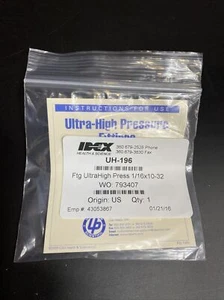 INSTRUCTIONS FOR USE
Ultra-High Pressure
Fittings
IDEX
HEALTH & SCIENCE
360-679-2528 Phone
360-679-3830 Fax
UH-196
Ftg UltraHigh Press 1/16x10-32
WO: 793407
Origin: US Qty: 1
Emp #: 43053867
01/21/16